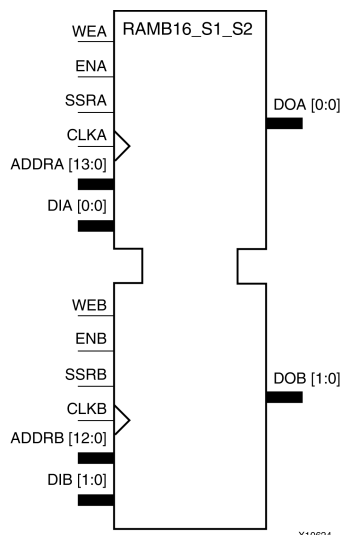 RAMB16_S1_S2
WEA
ENA
SSRA
CLKA
ADDRA [13:0]
DIA [0:0]
DOA [0:0]
WEB
ENB
SSRB
CLKB
ADDRB [12:0]
DIB [1:0]
DOB [1:0]